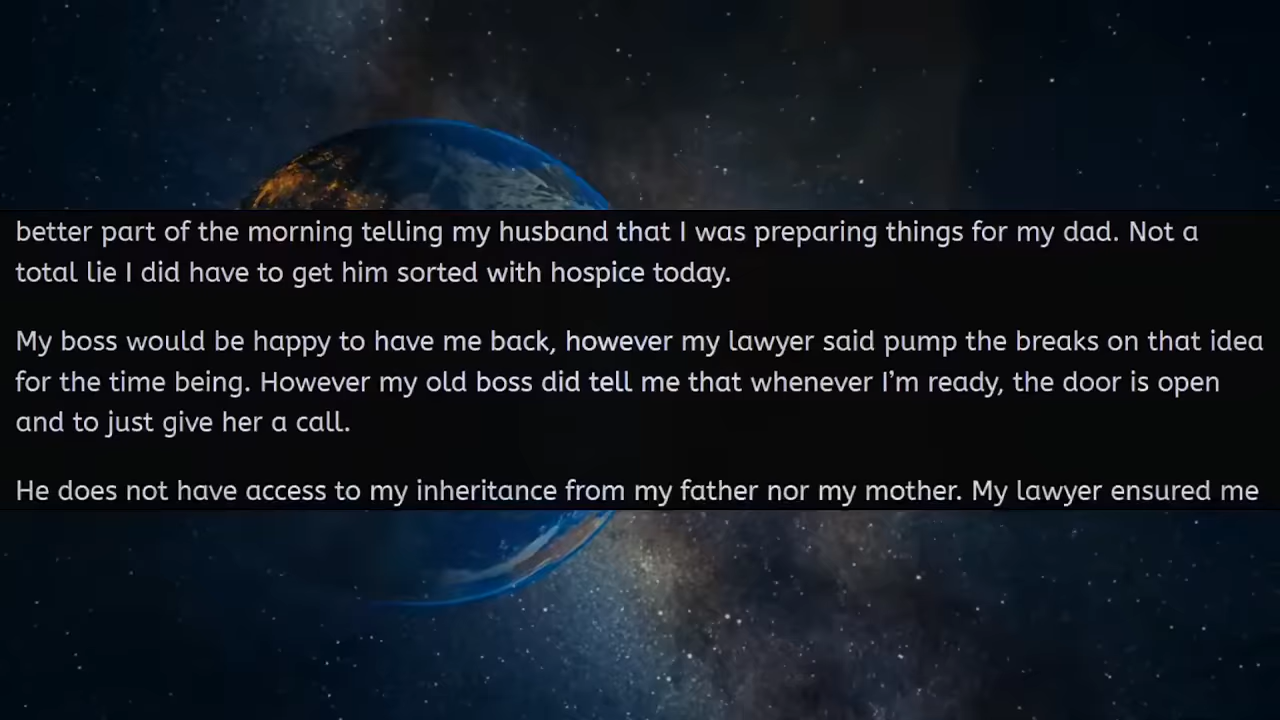 better part of the morning telling my husband that I was preparing things for my dad. Not a
total lie I did have to get him sorted with hospice today.
My boss would be happy to have me back, however my lawyer said pump the breaks on that idea
for the time being. However my old boss did tell me that whenever I’m ready, the door is open
and to just give her a call.
He does not have access to my inheritance from my father nor my mother. My lawyer ensured me